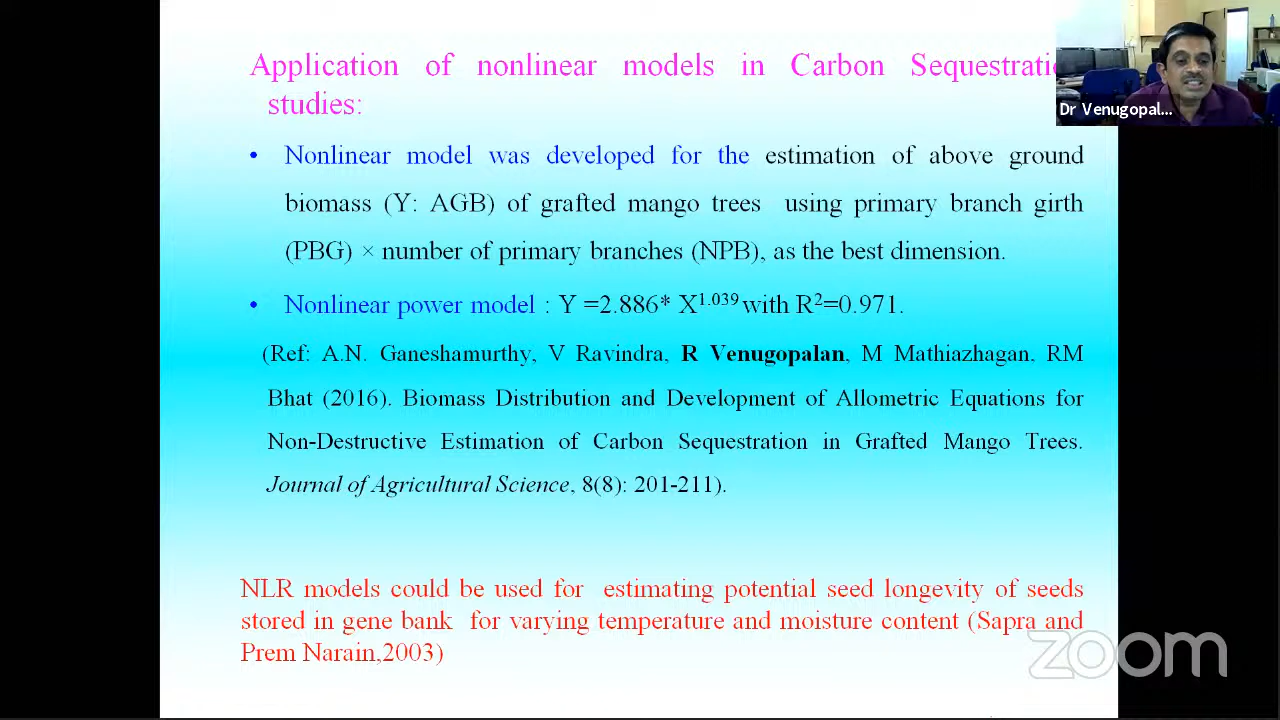 Application of nonlinear models in Carbon Sequestratio
studies:
Dr Venugopal...
• Nonlinear model was developed for the estimation of above ground
biomass (Y: AGB) of grafted mango trees using primary branch girth
(PBG) × number of primary branches (NPB), as the best dimension.
• Nonlinear power model : Y =2.886* X^1.039 with R²=0.971.
(Ref: A.N. Ganeshamurthy, V Ravindra, R Venugopalan, M Mathiazhagan, RM
Bhat (2016). Biomass Distribution and Development of Allometric Equations for
Non-Destructive Estimation of Carbon Sequestration in Grafted Mango Trees.
Journal of Agricultural Science, 8(8): 201-211).
NLR models could be used for estimating potential seed longevity of seeds
stored in gene bank for varying temperature and moisture content (Sapra and
Prem Narain,2003)
zoom